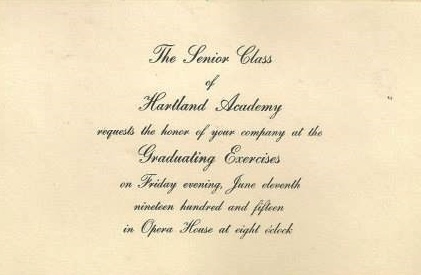 The Senior Class
of
Hartland Academy
requests the honor of your company at the
Graduating Exercises
on Friday evening, June eleventh
nineteen hundred and fifteen
in Opera House at eight o'clock